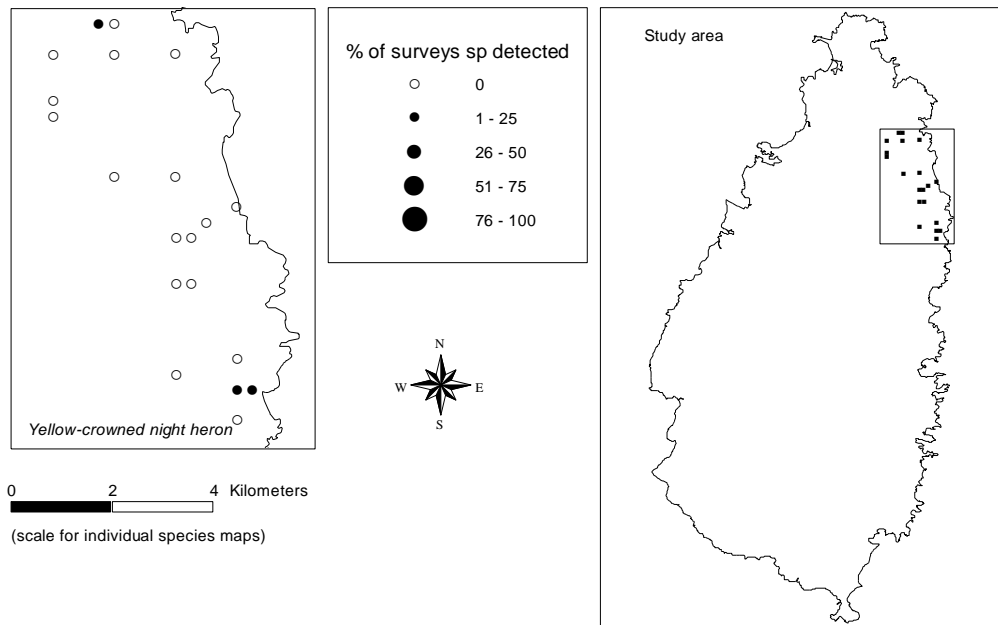 Yellow-crowned night heron
0 2 4 Kilometers
(scale for individual species maps)
% of surveys sp detected
0
1 - 25
26 - 50
51 - 75
76 - 100
N
W E
S
Study area